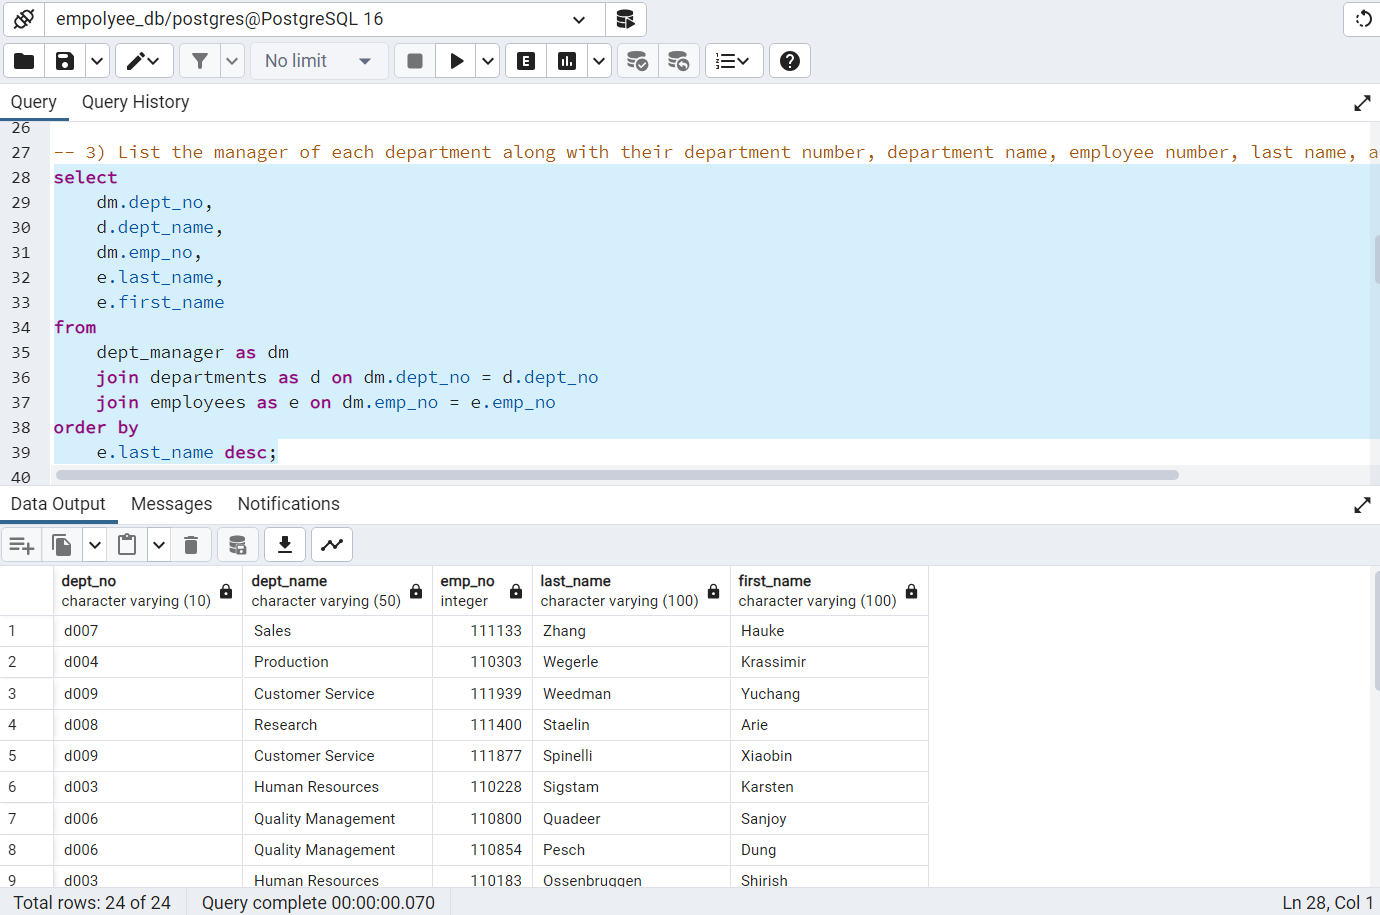 empolyee_db/postgres@PostgreSQL 16
No limit
E
Query Query History
26
27 -- 3) List the manager of each department along with their department number, department name, employee number, last name, a
28 select
29 dm.dept_no,
30 d.dept_name,
31 dm.emp_no,
32 e.last_name,
33 e.first_name
34 from
35 dept_manager as dm
36 join departments as d on dm.dept_no = d.dept_no
37 join employees as e on dm.emp_no = e.emp_no
38 order by
39 e.last_name desc;
40
Data Output Messages Notifications
dept_no dept_name emp_no last_name first_name
character varying (10) character varying (50) integer character varying (100) character varying (100)
1 d007 Sales 111133 Zhang Hauke
2 d004 Production 110303 Wegerle Krassimir
3 d009 Customer Service 111939 Weedman Yuchang
4 d008 Research 111400 Staelin Arie
5 d009 Customer Service 111877 Spinelli Xiaobin
6 d003 Human Resources 110228 Sigstam Karsten
7 d006 Quality Management 110800 Quadeer Sanjoy
8 d006 Quality Management 110854 Pesch Dung
9 d003 Human Resources 110183 Ossenbruggen Shirish
Total rows: 24 of 24 Query complete 00:00:00.070 Ln 28, Col 1